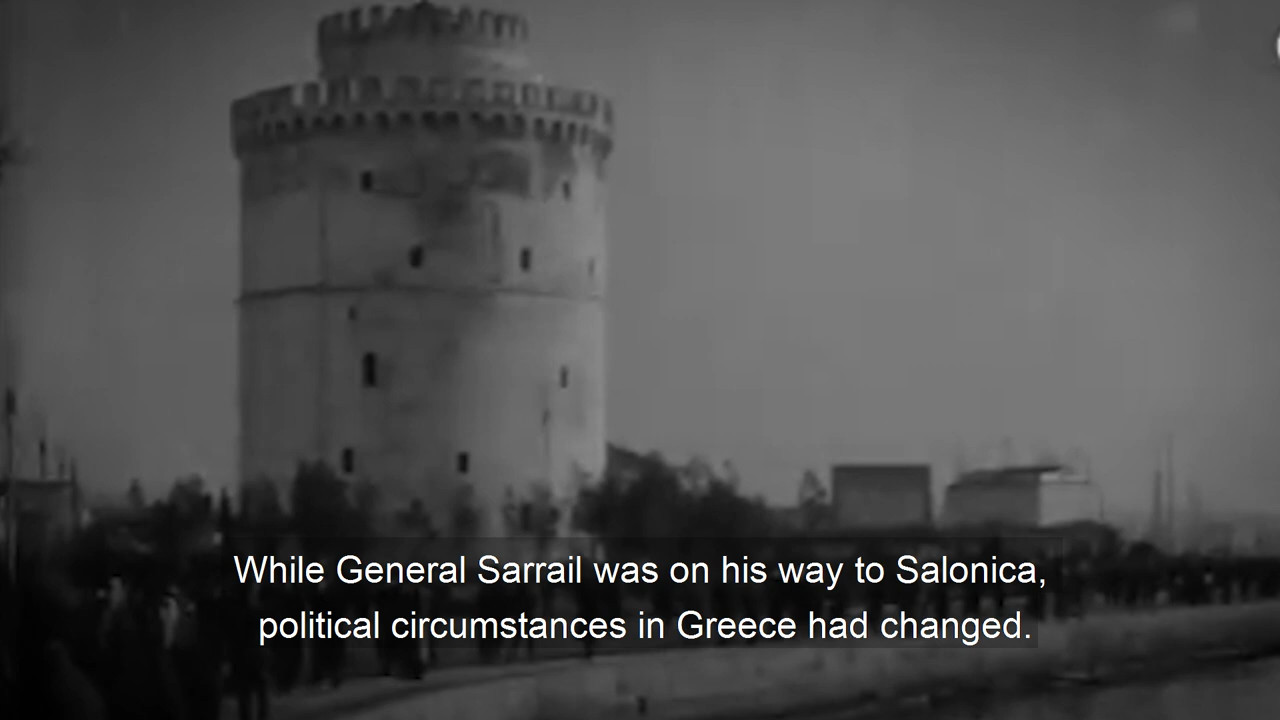 While General Sarrail was on his way to Salonica,
political circumstances in Greece had changed.